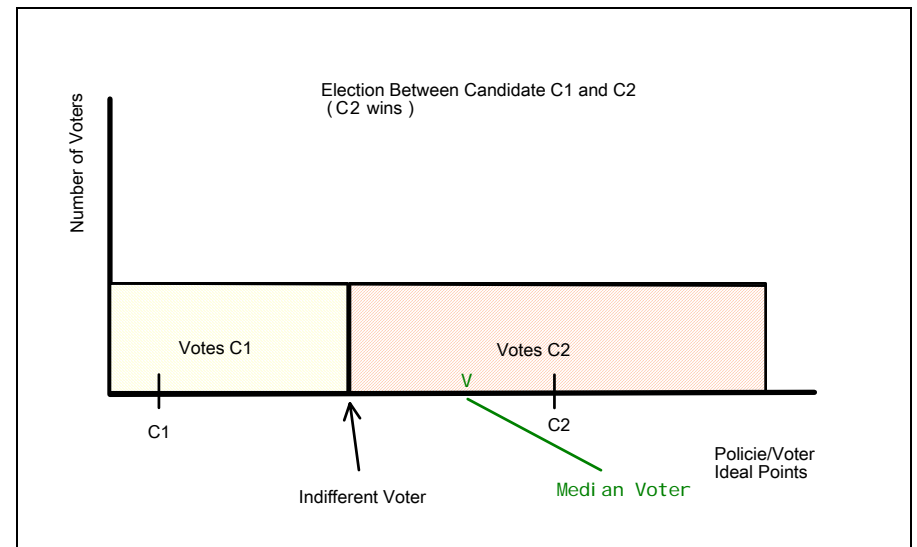 Election Between Candidate C1 and C2
( C2 wins )
Number of Voters
Votes C1
Votes C2
V
C1
C2
Policie/Voter
Ideal Points
Indifferent Voter
Median Voter